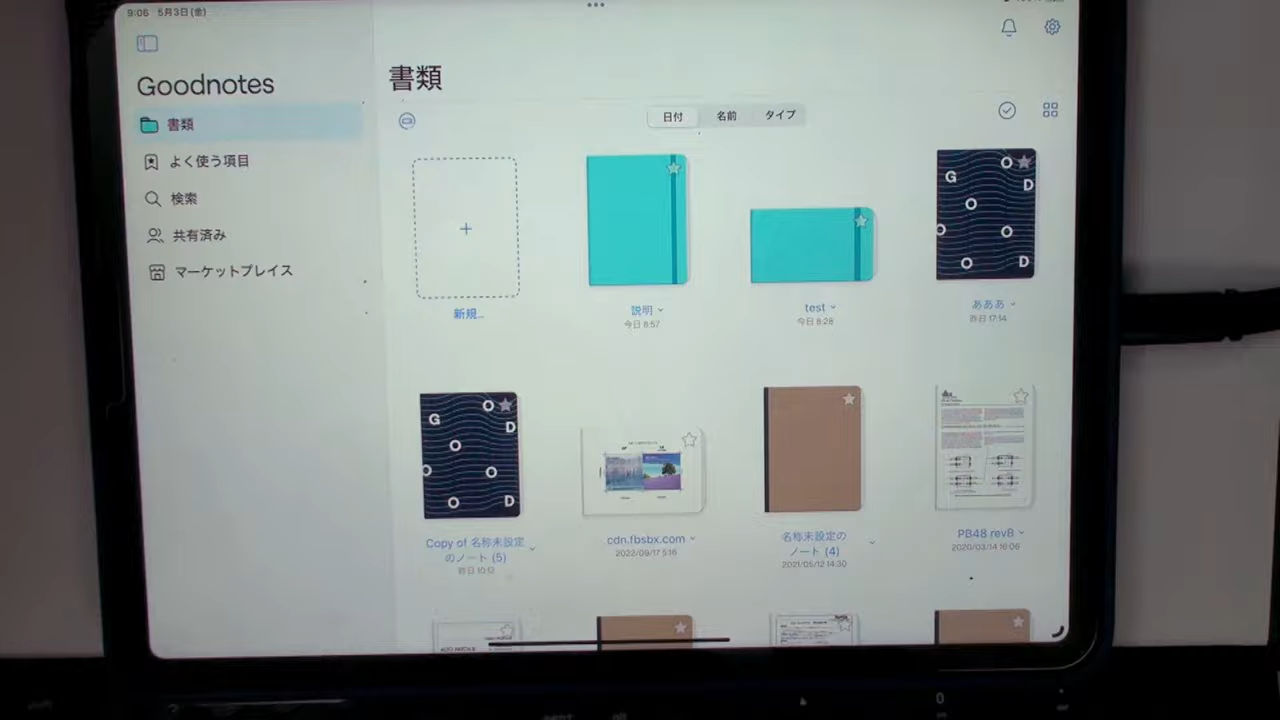 9:06 5月3日(金)
Goodnotes
書類
よく使う項目
検索
共有済み
マーケットプレイス
書類
日付 名前 タイプ
新規...
説明
今日 8:57
test
今日 8:28
G O O D
あああ
昨日 17:14
Copy of 名称未設定
のノート (5)
昨日 10:12
cdn.fbsbx.com
2022/09/17 5:16
名称未設定の
ノート (4)
2021/05/12 14:30
PB48 revB
2020/03/14 16:06